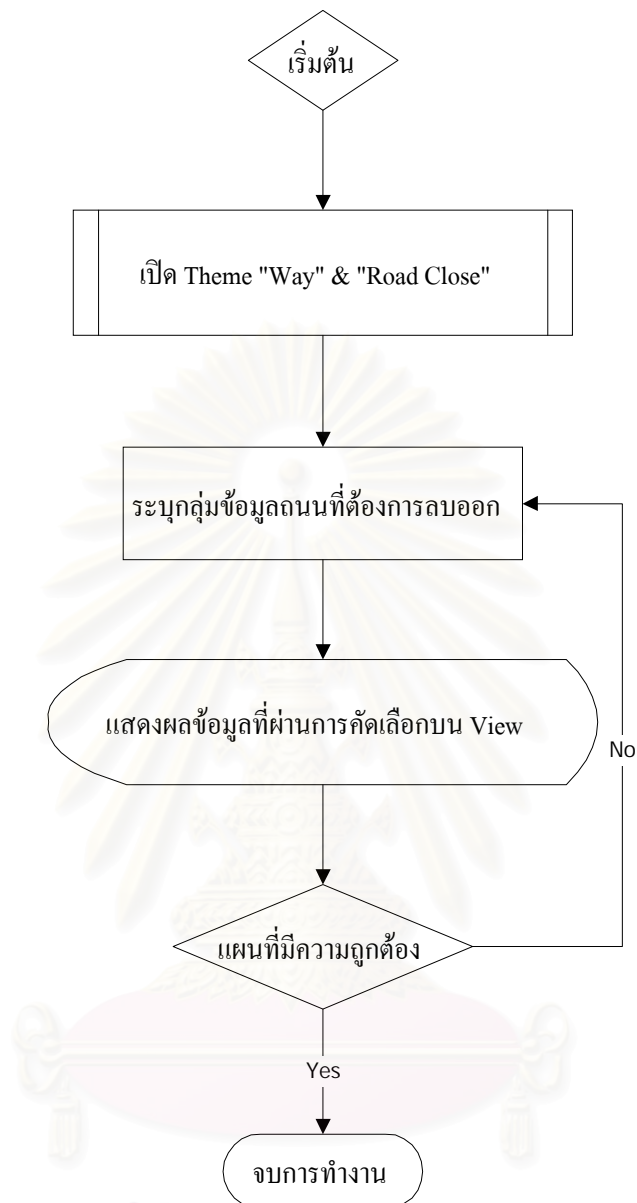 เริ่มต้น
เปิด Theme "Way" & "Road Close"
ระบุกลุ่มข้อมูลถนนที่ต้องการลบออก
แสดงผลข้อมูลที่ผ่านการคัดเลือกบน View
No
แผนที่มีความถูกต้อง
Yes
จบการทำงาน